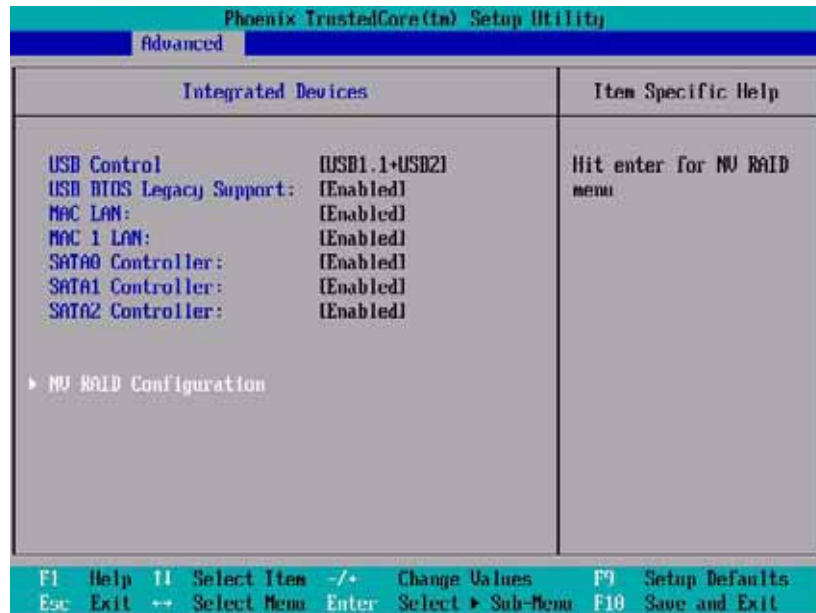 Phoenix TrustedCore(tm) Setup Utility
Advanced
Integrated Devices
Item Specific Help
USB Control [USB1.1+USB2]
USB BIOS Legacy Support: [Enabled]
MAC LAN: [Enabled]
MAC 1 LAN: [Enabled]
SATA0 Controller: [Enabled]
SATA1 Controller: [Enabled]
SATA2 Controller: [Enabled]
▶ NV RAID Configuration
Hit enter for NV RAID
menu
F1 Help ↑↓ Select Item -/+ Change Values F9 Setup Defaults
Esc Exit ↔ Select Menu Enter Select ▶ Sub-Menu F10 Save and Exit